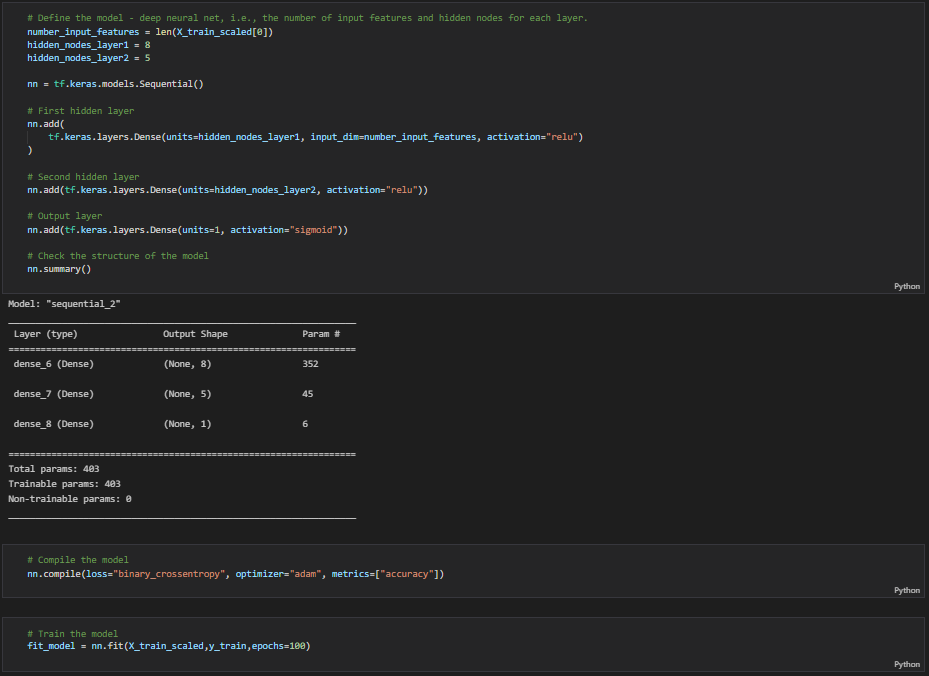 # Define the model - deep neural net, i.e., the number of input features and hidden nodes for each layer.
number_input_features = len(X_train_scaled[0])
hidden_nodes_layer1 = 8
hidden_nodes_layer2 = 5
nn = tf.keras.models.Sequential()
# First hidden layer
nn.add(
    tf.keras.layers.Dense(units=hidden_nodes_layer1, input_dim=number_input_features, activation="relu")
)
# Second hidden layer
nn.add(tf.keras.layers.Dense(units=hidden_nodes_layer2, activation="relu"))
# Output layer
nn.add(tf.keras.layers.Dense(units=1, activation="sigmoid"))
# Check the structure of the model
nn.summary()
Python
Model: "sequential_2"
Layer (type) Output Shape Param #
dense_6 (Dense) (None, 8) 352
dense_7 (Dense) (None, 5) 45
dense_8 (Dense) (None, 1) 6
Total params: 403
Trainable params: 403
Non-trainable params: 0
# Compile the model
nn.compile(loss="binary_crossentropy", optimizer="adam", metrics=["accuracy"])
Python
# Train the model
fit_model = nn.fit(X_train_scaled,y_train,epochs=100)
Python